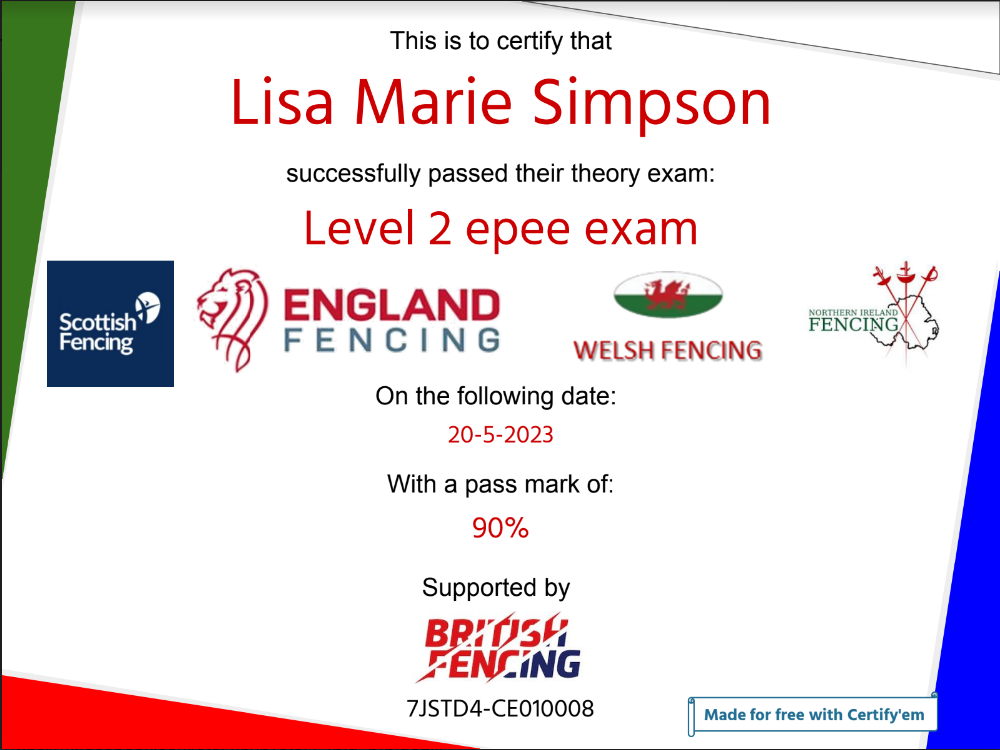 This is to certify that
Lisa Marie Simpson
successfully passed their theory exam:
Level 2 epee exam
Scottish
Fencing
ENGLAND
FENCING
WELSH FENCING
NORTHERN IRELAND
FENCING
On the following date:
20-5-2023
With a pass mark of:
90%
Supported by
BRITISH
FENCING
7JSTD4-CE010008
Made for free with Certify'em